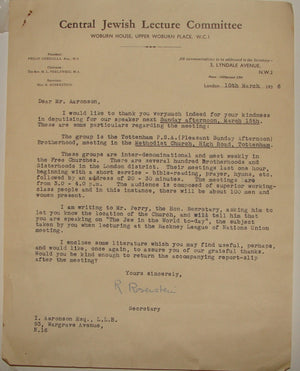 Central Jewish Lecture Committee
WOBURN HOUSE, UPPER WOBURN PLACE, W.C.1
President
All communications to be addressed to the Secretary:
3, LYNDALE AVENUE,
N.W.2
London, 10th March, 1936
Dear Mr. Aaronson,
I would like to thank you very much indeed for your kindness
in deputising for our speaker next Sunday afternoon, March 15th.
These are some particulars regarding the meeting:
The group is the Tottenham P.S.A. (Pleasant Sunday Afternoon)
Brotherhood, meeting in the Methodist Church, High Road, Tottenham.
These groups are inter-denominational and meet weekly in
the Free Churches. There are several hundred Brotherhoods and
Sisterhoods in the London district. Their meetings last one hour,
beginning with a short service - bible-reading, prayer, hymns, etc.
followed by an address of 20 - 30 minutes. The meetings are
from 3.0 - 4.0 p.m. The audience is composed of superior working-
class people and in this instance, there will be about 100 men and
women present.
I am writing to Mr. Perry, the Hon. Secretary, asking him to
let you know the location of the Church, and will tell him that
you are speaking on "The Jew in the World to-day", the subject
taken by you when lecturing at the Hackney League of Nations Union
meeting.
I enclose some literature which you may find useful, perhaps,
and would like, once again, to assure you of our grateful thanks.
Would you be kind enough to return the accompanying report-slip
after the meeting?
Yours sincerely,
R. Rosenstein
Secretary
I. Aaronson Esq., L.L.B.
93, Wargrave Avenue,
N.15